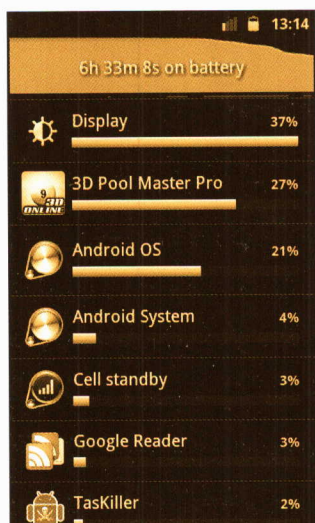 13:14
6h 33m 8s on battery
Display 37%
3D Pool Master Pro 27%
9
3D
ONLINE
Android OS 21%
Android System 4%
Cell standby 3%
Google Reader 3%
TasKiller 2%